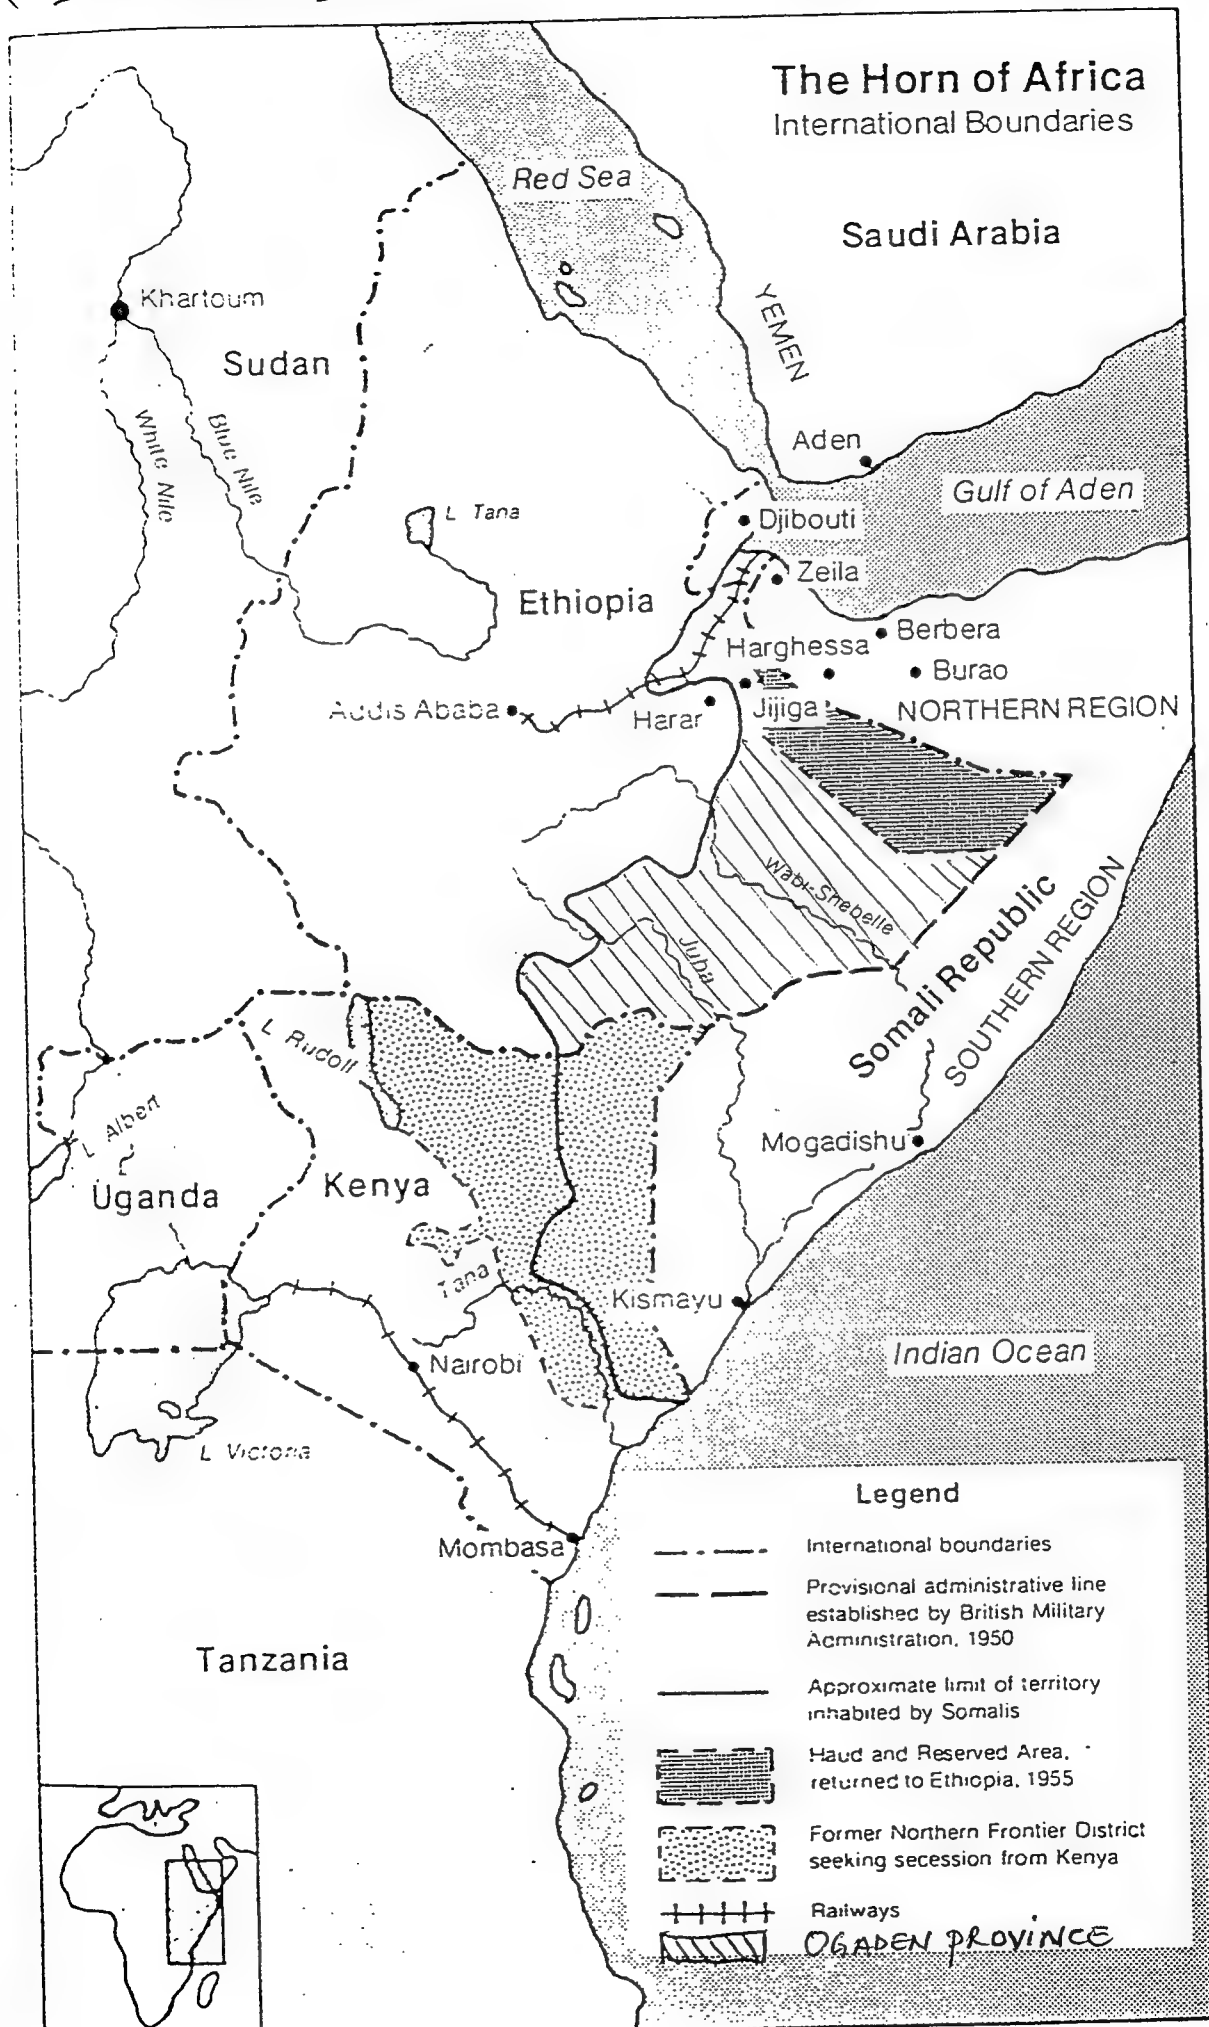 The Horn of Africa
International Boundaries
Red Sea
Saudi Arabia
Khartoum
YEMEN
Sudan
White Nile
Blue Nile
Aden
Gulf of Aden
L Tana
Djibouti
Zeila
Ethiopia
Berbera
Harghessa
Burao
Addis Ababa
Harar
Jijiga
NORTHERN REGION
Wabi-Shebelle
Juba
Somali Republic
SOUTHERN REGION
L Rudolf
L Albert
Mogadishu
Uganda
Kenya
Tana
Kismayu
Nairobi
Indian Ocean
L Victoria
Mombasa
Tanzania
Legend
International boundaries
Provisional administrative line
established by British Military
Administration, 1950
Approximate limit of territory
inhabited by Somalis
Haud and Reserved Area,
returned to Ethiopia, 1955
Former Northern Frontier District
seeking secession from Kenya
Railways
OGADEN PROVINCE